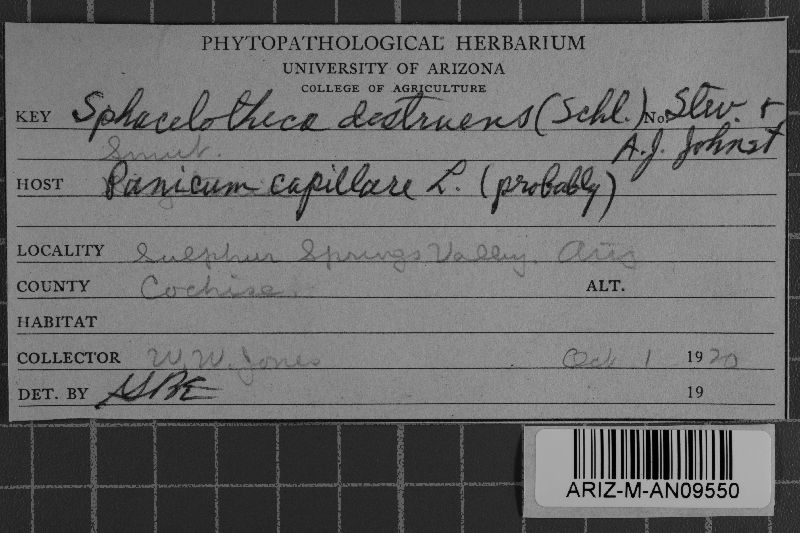 PHYTOPATHOLOGICAL HERBARIUM
UNIVERSITY OF ARIZONA
COLLEGE OF AGRICULTURE
KEY Sphacelotheca destruens (Schl.) No. Stev. &
Smut. A.J. Johnst
HOST Panicum capillare L. (probably)
LOCALITY Sulphur Springs Valley. Ariz
COUNTY Cochise. ALT.
HABITAT
COLLECTOR W.W. Jones Oct 1 1920
DET. BY 19
ARIZ-M-AN09550